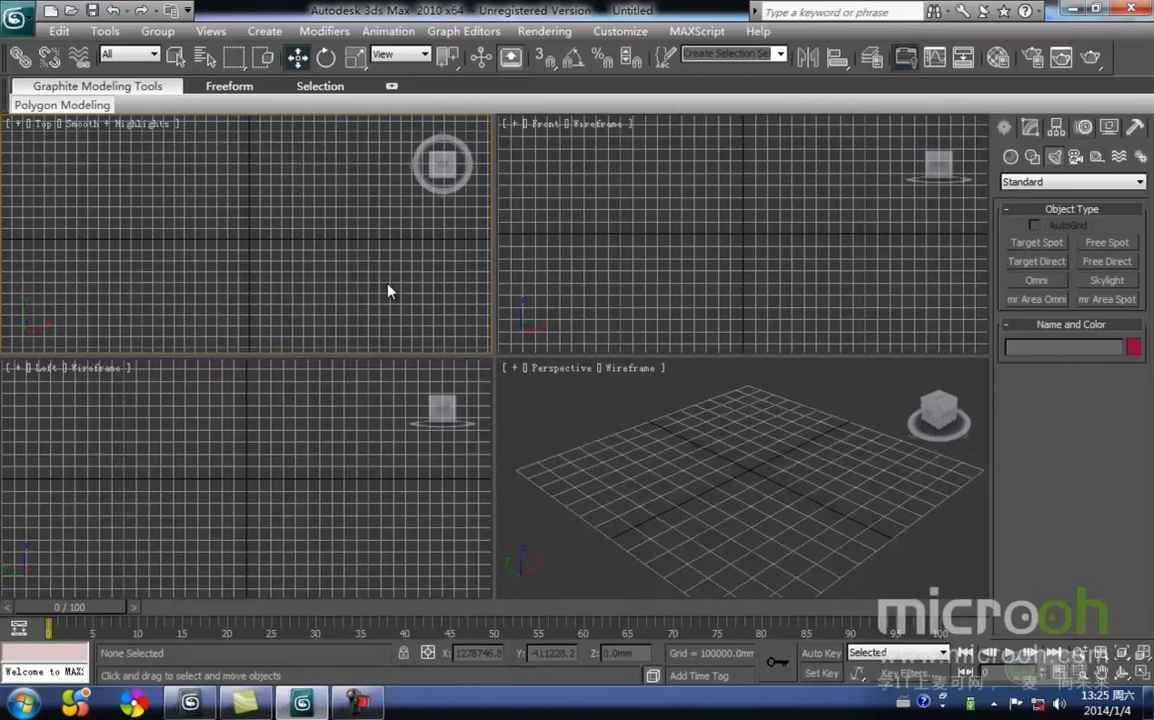 Autodesk 3ds Max 2010 x64 - Unregistered Version Untitled
Type a keyword or phrase
Edit Tools Group Views Create Modifiers Animation Graph Editors Rendering Customize MAXScript Help
All View 3 Create Selection Se
Graphite Modeling Tools Freeform Selection
Polygon Modeling
[ + ] [ Top ] [ Smooth + Highlights ]
[ + ] [ Front ] [ Wireframe ]
Standard
- Object Type
AutoGrid
Target Spot Free Spot
Target Direct Free Direct
Omni Skylight
mr Area Omni mr Area Spot
- Name and Color
[ + ] [ Left ] [ Wireframe ]
[ + ] [ Perspective ] [ Wireframe ]
< 0 / 100 >
microoh
0 5 10 15 20 25 30 35 40 45 50 55 60 65 70 75 80 85 90 95 100
None Selected X: 1278746.8 Y: -411228.2 Z: 0.0mm Grid = 100000.0mm Auto Key Selected
www.microoh.com
Welcome to MAXS Click and drag to select and move objects Add Time Tag Set Key Key Filters... 0
13:25 周六
2014/1/4